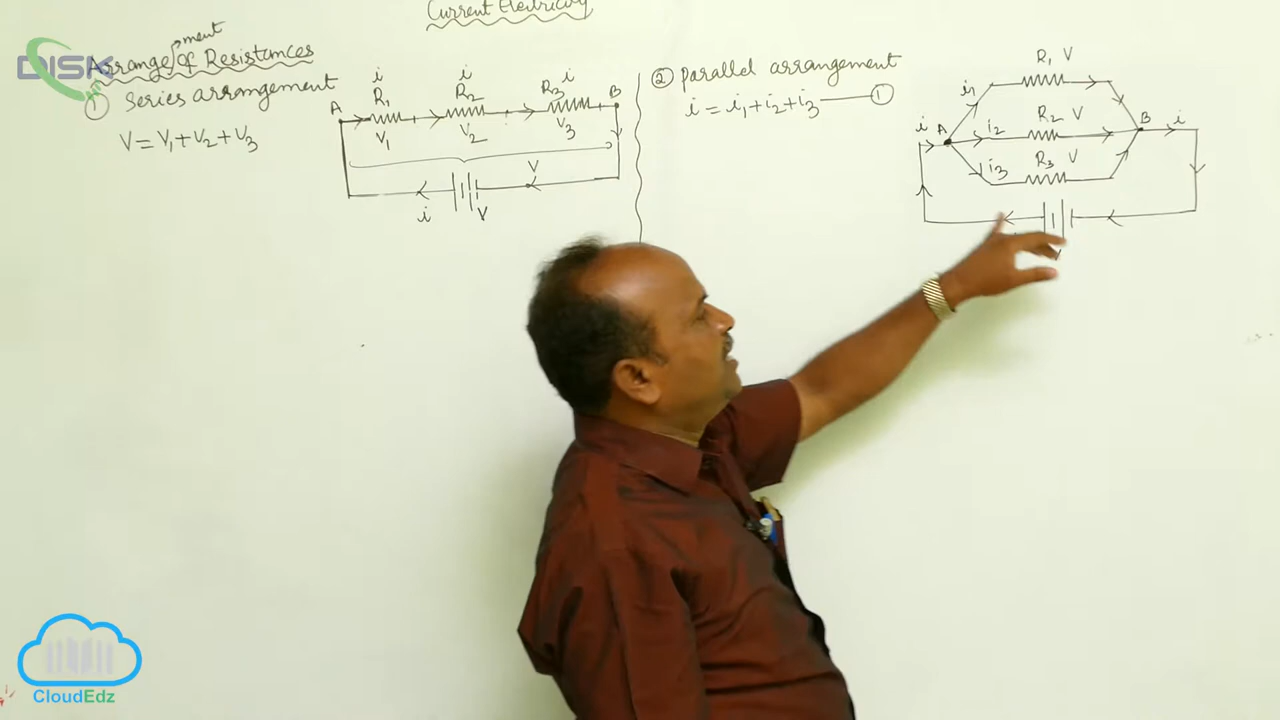 Current Electricity
Arrangement of Resistances
① Series arrangement
V = V1 + V2 + V3
i i i
A R1 R2 R3 B
V1 V2 V3
V
i V
② parallel arrangement
i = i1 + i2 + i3 ①
R1 V
i1
i A i2 R2 V B i
i3 R3 V
DISK
CloudEdz